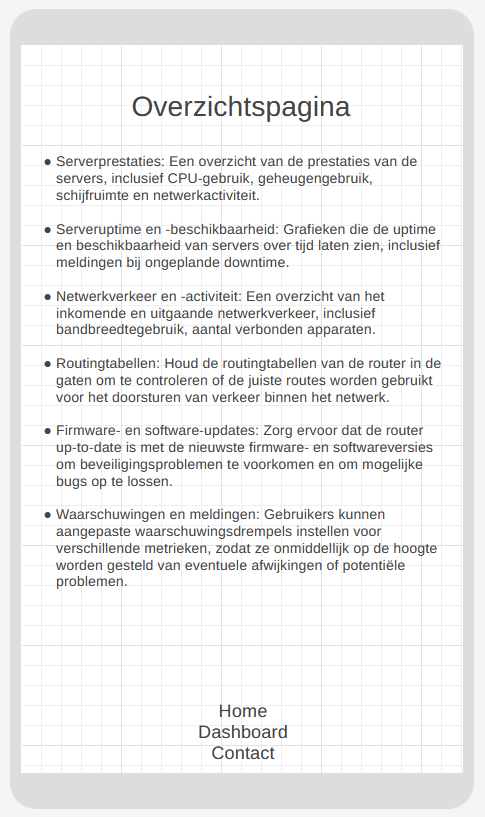 Overzichtspagina
● Serverprestaties: Een overzicht van de prestaties van de
servers, inclusief CPU-gebruik, geheugengebruik,
schijfruimte en netwerkactiviteit.
● Serveruptime en -beschikbaarheid: Grafieken die de uptime
en beschikbaarheid van servers over tijd laten zien, inclusief
meldingen bij ongeplande downtime.
● Netwerkverkeer en -activiteit: Een overzicht van het
inkomende en uitgaande netwerkverkeer, inclusief
bandbreedtegebruik, aantal verbonden apparaten.
● Routingtabellen: Houd de routingtabellen van de router in de
gaten om te controleren of de juiste routes worden gebruikt
voor het doorsturen van verkeer binnen het netwerk.
● Firmware- en software-updates: Zorg ervoor dat de router
up-to-date is met de nieuwste firmware- en softwareversies
om beveiligingsproblemen te voorkomen en om mogelijke
bugs op te lossen.
● Waarschuwingen en meldingen: Gebruikers kunnen
aangepaste waarschuwingsdrempels instellen voor
verschillende metrieken, zodat ze onmiddellijk op de hoogte
worden gesteld van eventuele afwijkingen of potentiële
problemen.
Home
Dashboard
Contact